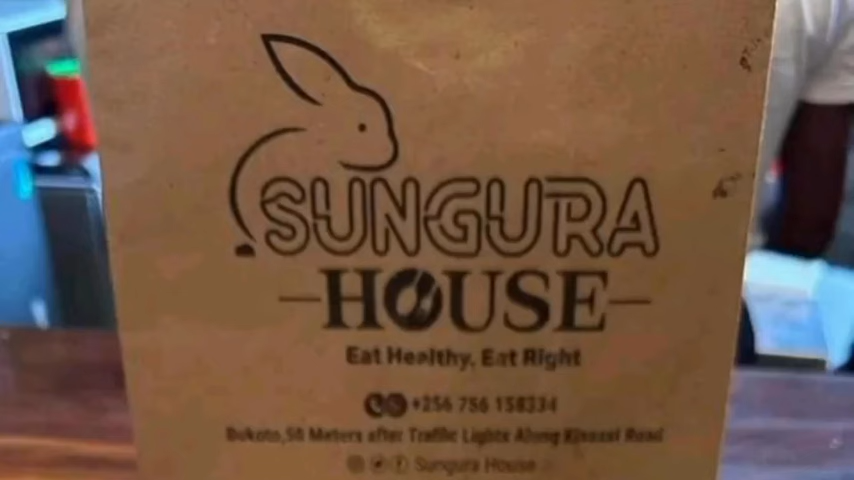 SUNGURA
HOUSE
Eat Healthy, Eat Right
+256 756 158334
Bukoto, 50 Meters after Traffic Lights Along Kisaasi Road
Sungura House